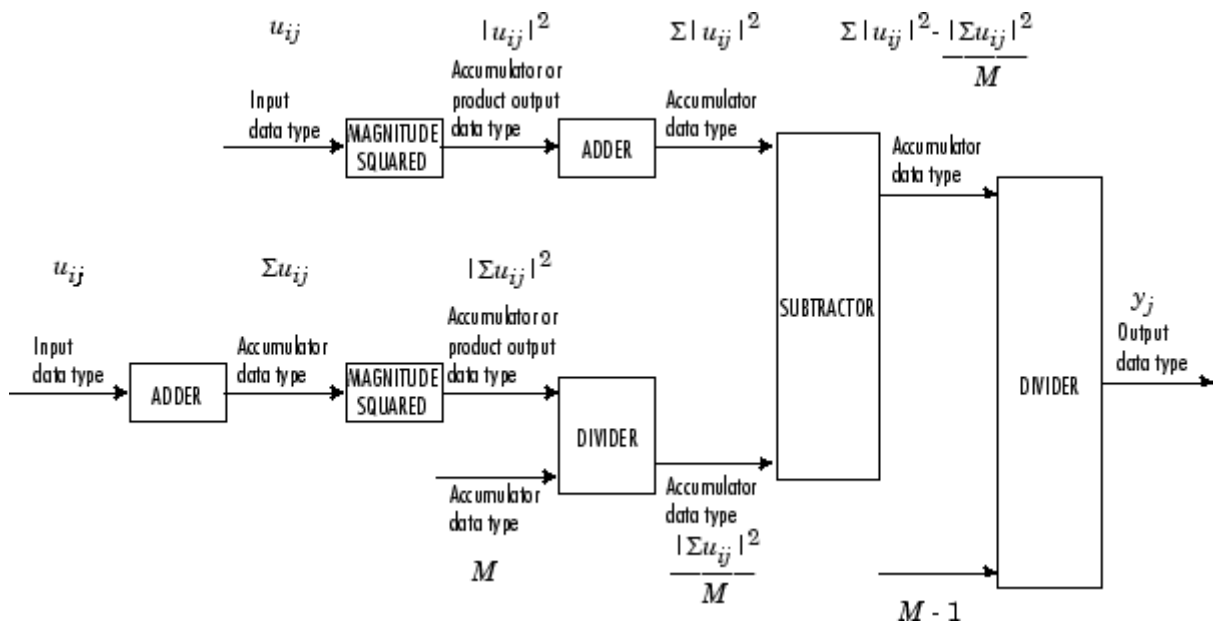 u_ij
|u_ij|²
Σ|u_ij|²
Σ|u_ij|² - |Σu_ij|²
M
Input
data type
MAGNITUDE
SQUARED
Accumulator or
product output
data type
ADDER
Accumulator
data type
Accumulator
data type
u_ij
Σu_ij
|Σu_ij|²
Input
data type
ADDER
Accumulator
data type
MAGNITUDE
SQUARED
Accumulator or
product output
data type
DIVIDER
Accumulator
data type
M
Accumulator
data type
|Σu_ij|²
M
SUBTRACTOR
M - 1
DIVIDER
y_j
Output
data type